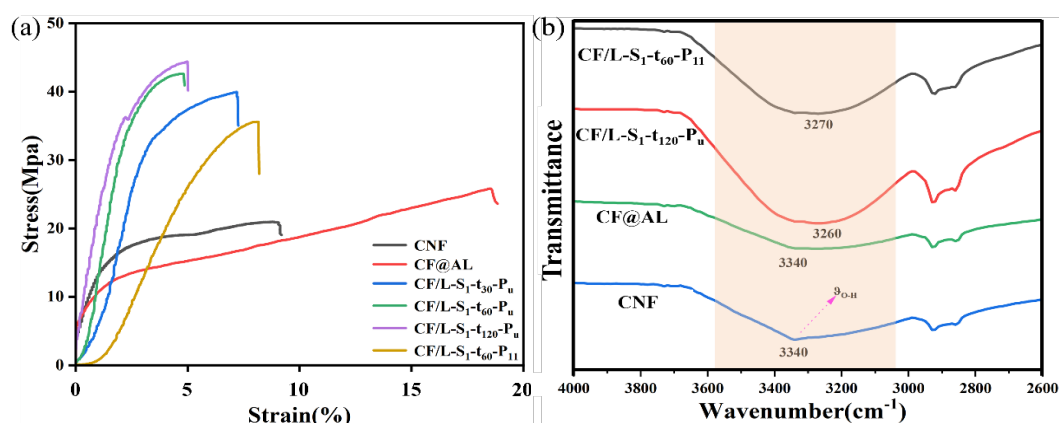 (a)
50
40
30
20
10
0
Stress(Mpa)
CNF
CF@AL
CF/L-S₁-t₃₀-Pᵤ
CF/L-S₁-t₆₀-Pᵤ
CF/L-S₁-t₁₂₀-Pᵤ
CF/L-S₁-t₆₀-P₁₁
0 5 10 15 20
Strain(%)
(b)
CF/L-S₁-t₆₀-P₁₁
3270
CF/L-S₁-t₁₂₀-Pᵤ
3260
CF@AL
3340
CNF
9O-H
3340
Transmittance
4000 3800 3600 3400 3200 3000 2800 2600
Wavenumber(cm⁻¹)